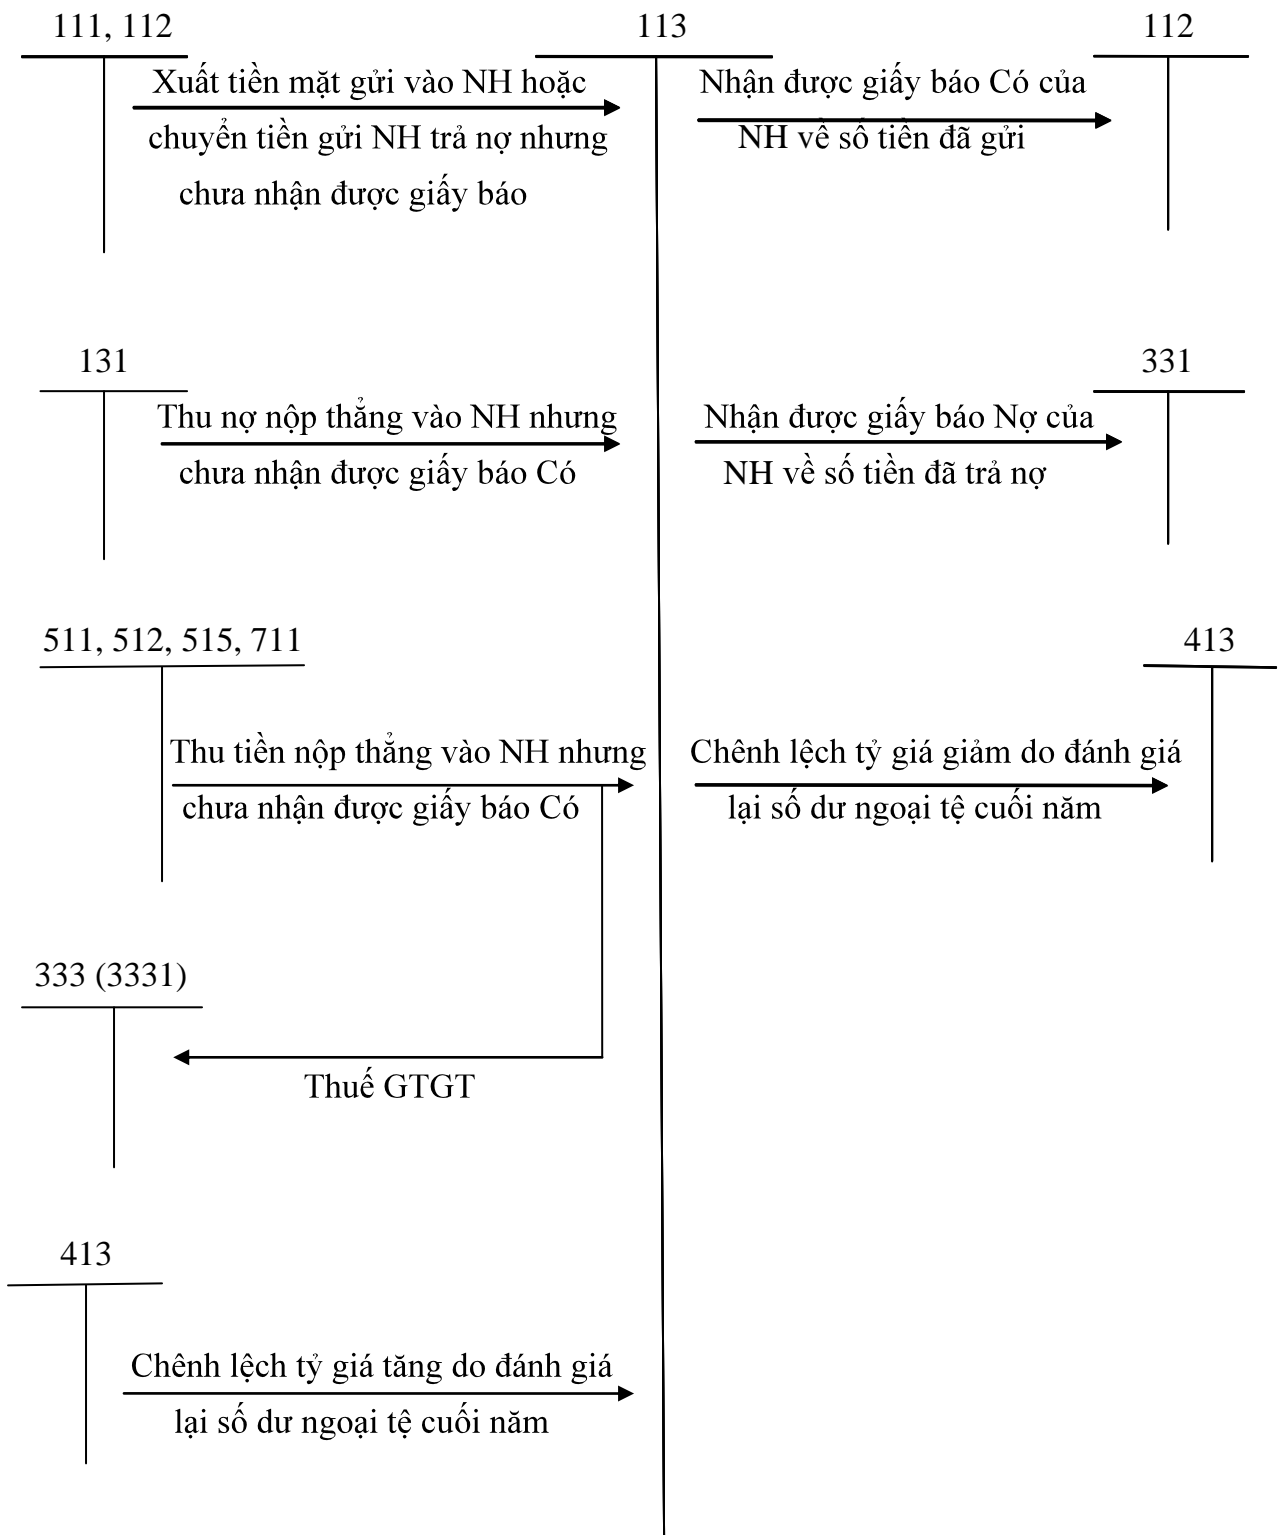 111, 112
113
112
Xuất tiền mặt gửi vào NH hoặc
chuyển tiền gửi NH trả nợ nhưng
chưa nhận được giấy báo
Nhận được giấy báo Có của
NH về số tiền đã gửi
131
331
Thu nợ nộp thẳng vào NH nhưng
chưa nhận được giấy báo Có
Nhận được giấy báo Nợ của
NH về số tiền đã trả nợ
511, 512, 515, 711
413
Thu tiền nộp thẳng vào NH nhưng
chưa nhận được giấy báo Có
Chênh lệch tỷ giá giảm do đánh giá
lại số dư ngoại tệ cuối năm
333 (3331)
Thuế GTGT
413
Chênh lệch tỷ giá tăng do đánh giá
lại số dư ngoại tệ cuối năm